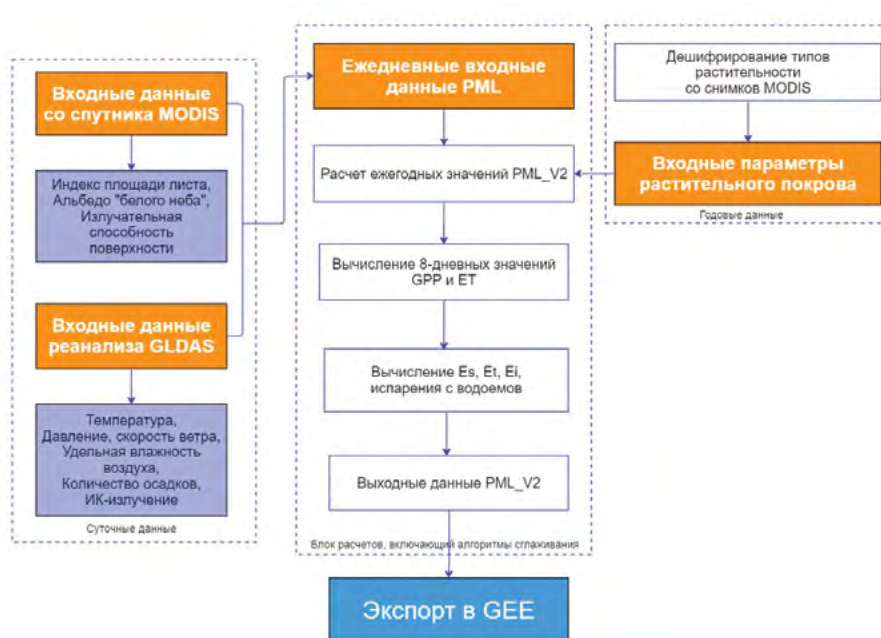 Входные данные
со спутника MODIS
Индекс площади листа,
Альбедо "белого неба",
Излучательная
способность
поверхности
Входные данные
реанализа GLDAS
Температура,
Давление, скорость ветра,
Удельная влажность
воздуха,
Количество осадков,
ИК-излучение
Суточные данные
Ежедневные входные
данные PML
Расчет ежегодных значений PML_V2
Вычисление 8-дневных значений
GPP и ET
Вычисление Es, Et, Ei,
испарения с водоемов
Выходные данные PML_V2
Блок расчетов, включающий алгоритмы сглаживания
Экспорт в GEE
Дешифрирование типов
растительности
со снимков MODIS
Входные параметры
растительного покрова
Годовые данные